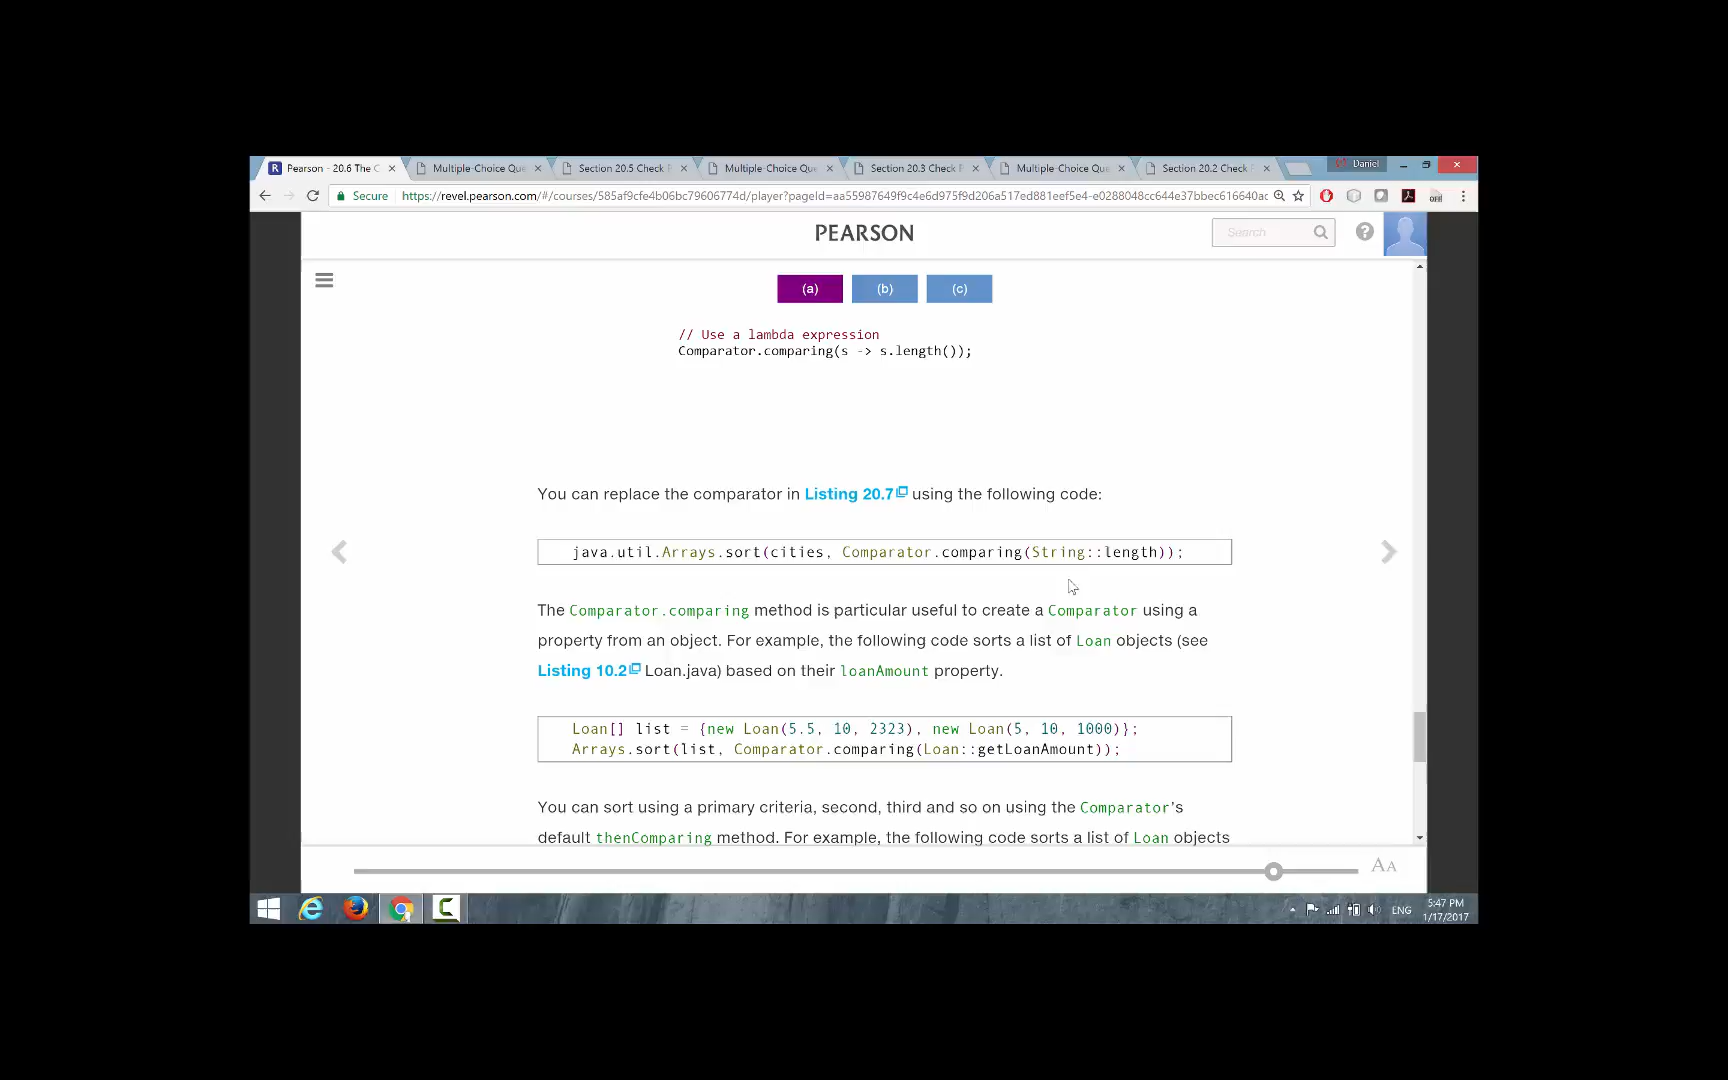 Pearson - 20.6 The C
Multiple-Choice Que
Section 20.5 Check P
Multiple-Choice Que
Section 20.3 Check P
Multiple-Choice Que
Section 20.2 Check P
Daniel
Secure
https://revel.pearson.com/#/courses/585af9cfe4b06bc79606774d/player?pageId=aa55987649f9c4e6d975f9d206a517ed881eef5e4-e0288048cc644e37bbec616640ac
PEARSON
Search
(a) (b) (c)
// Use a lambda expression
Comparator.comparing(s -> s.length());
You can replace the comparator in Listing 20.7 using the following code:
java.util.Arrays.sort(cities, Comparator.comparing(String::length));
The Comparator.comparing method is particular useful to create a Comparator using a
property from an object. For example, the following code sorts a list of Loan objects (see
Listing 10.2 Loan.java) based on their loanAmount property.
Loan[] list = {new Loan(5.5, 10, 2323), new Loan(5, 10, 1000)};
Arrays.sort(list, Comparator.comparing(Loan::getLoanAmount));
You can sort using a primary criteria, second, third and so on using the Comparator’s
default thenComparing method. For example, the following code sorts a list of Loan objects
AA
ENG
5:47 PM
1/17/2017